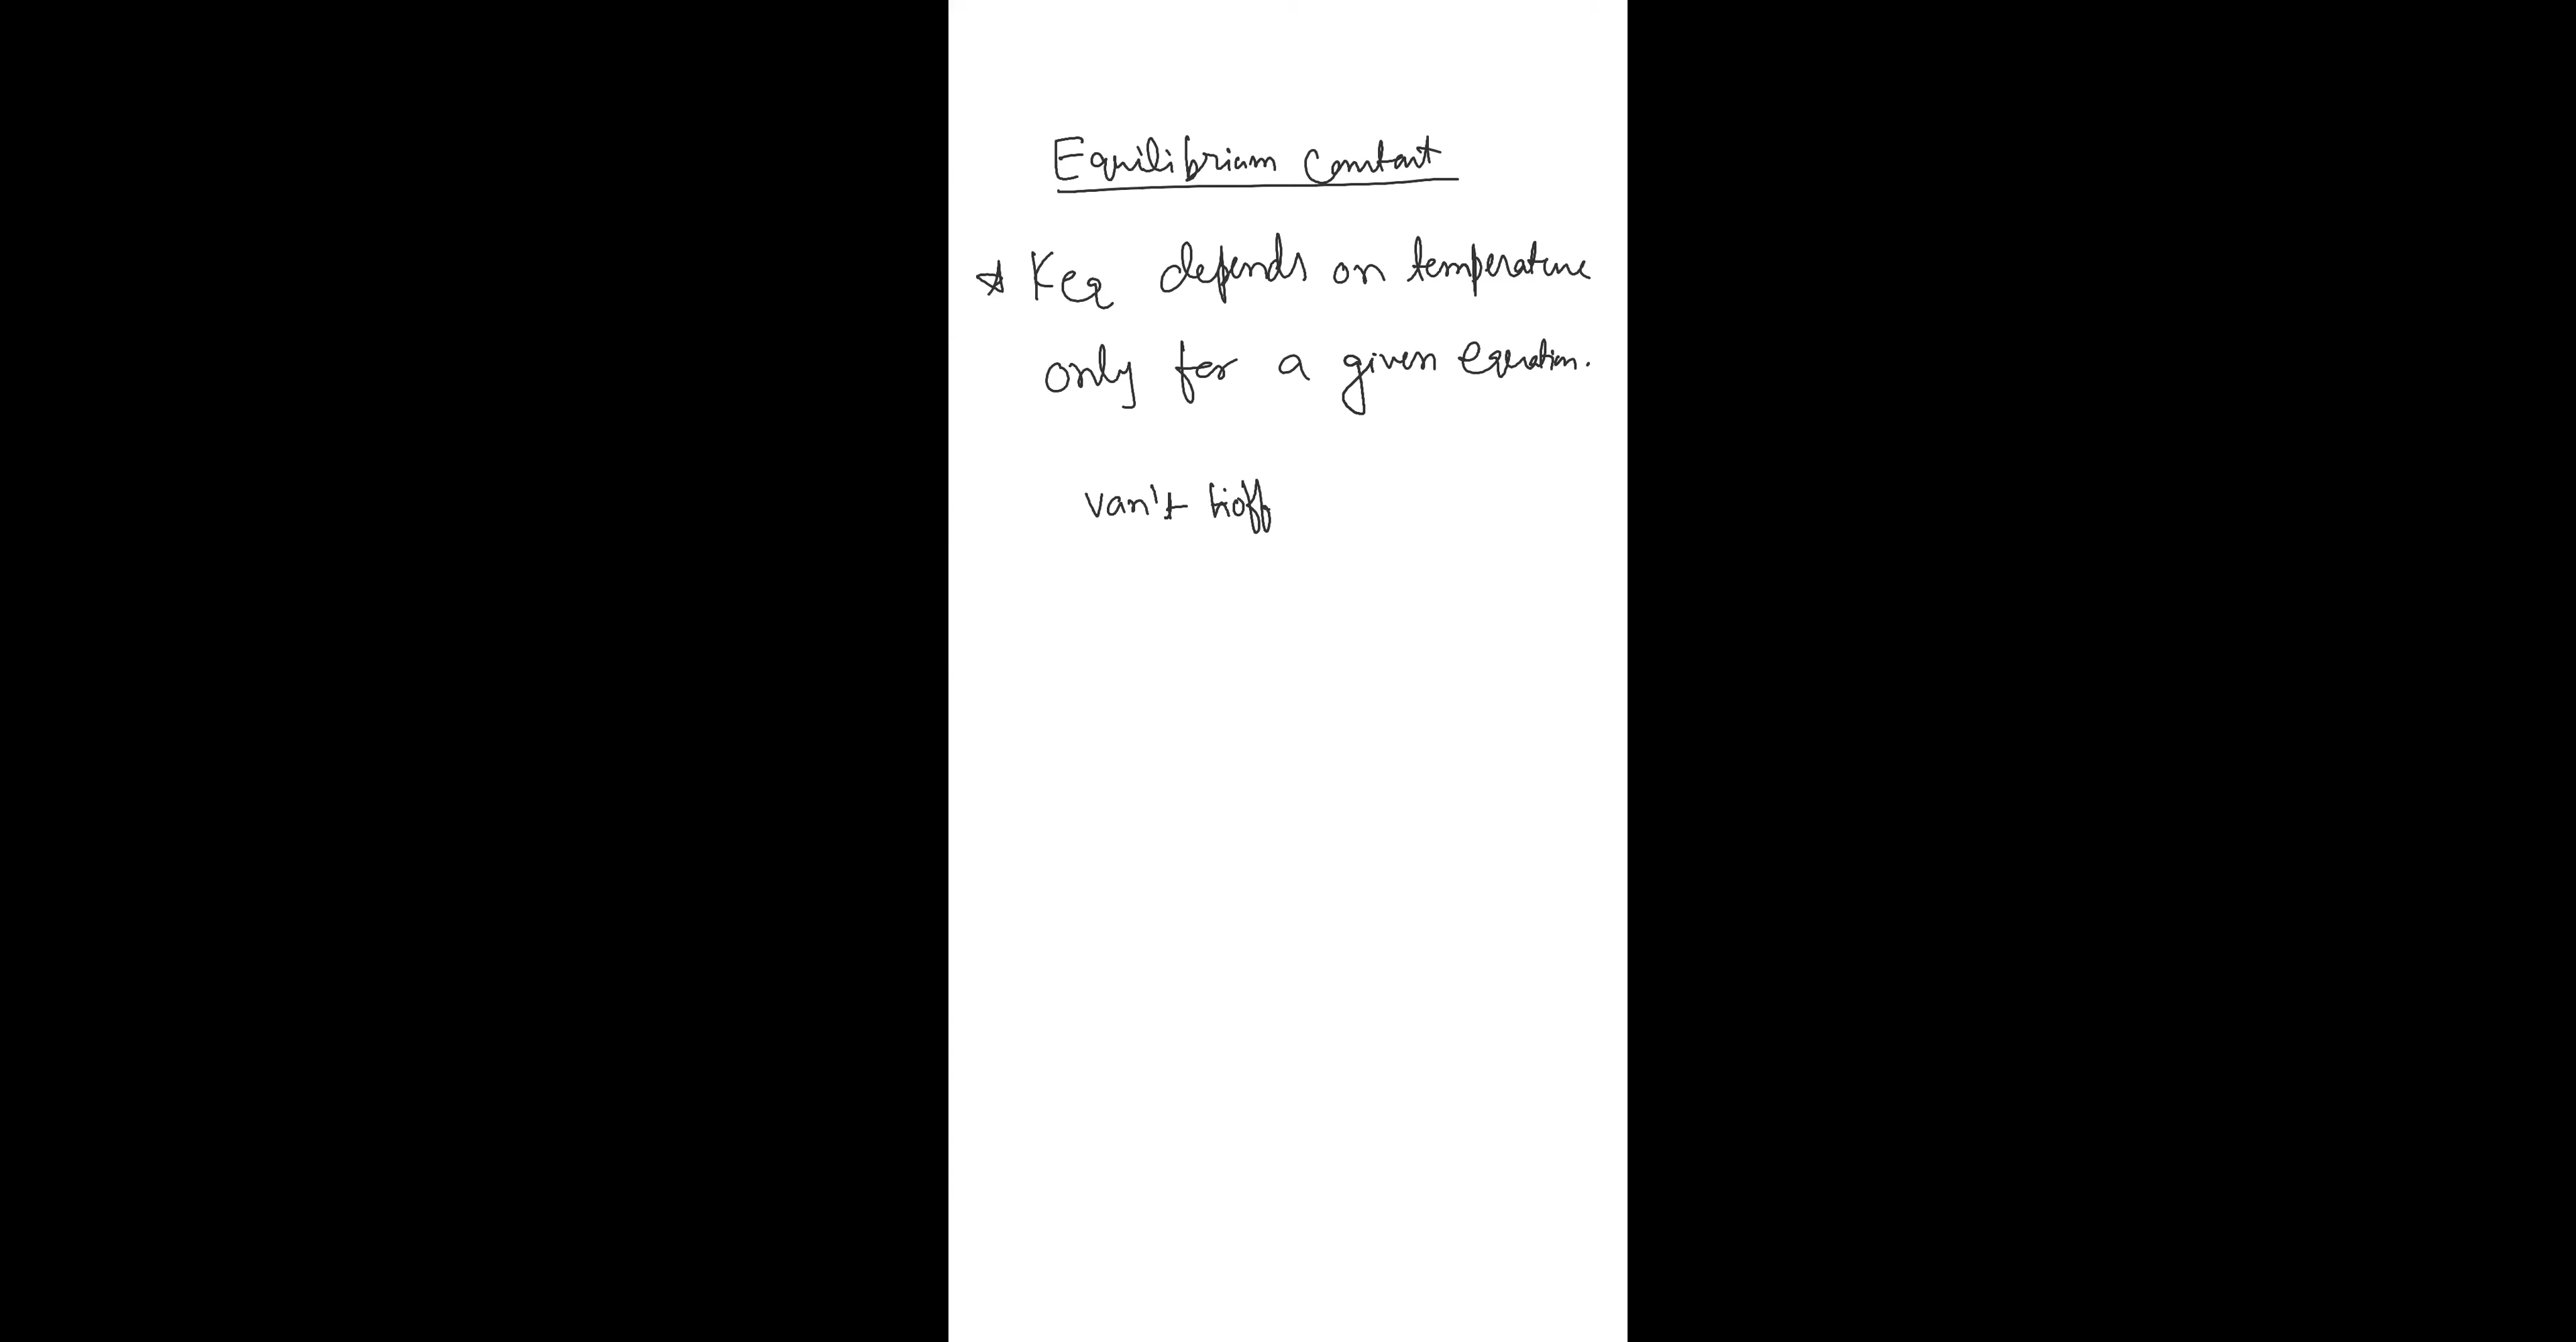 Equilibrium Constant
* Keq depends on temperature
only for a given equation.
van't hoff